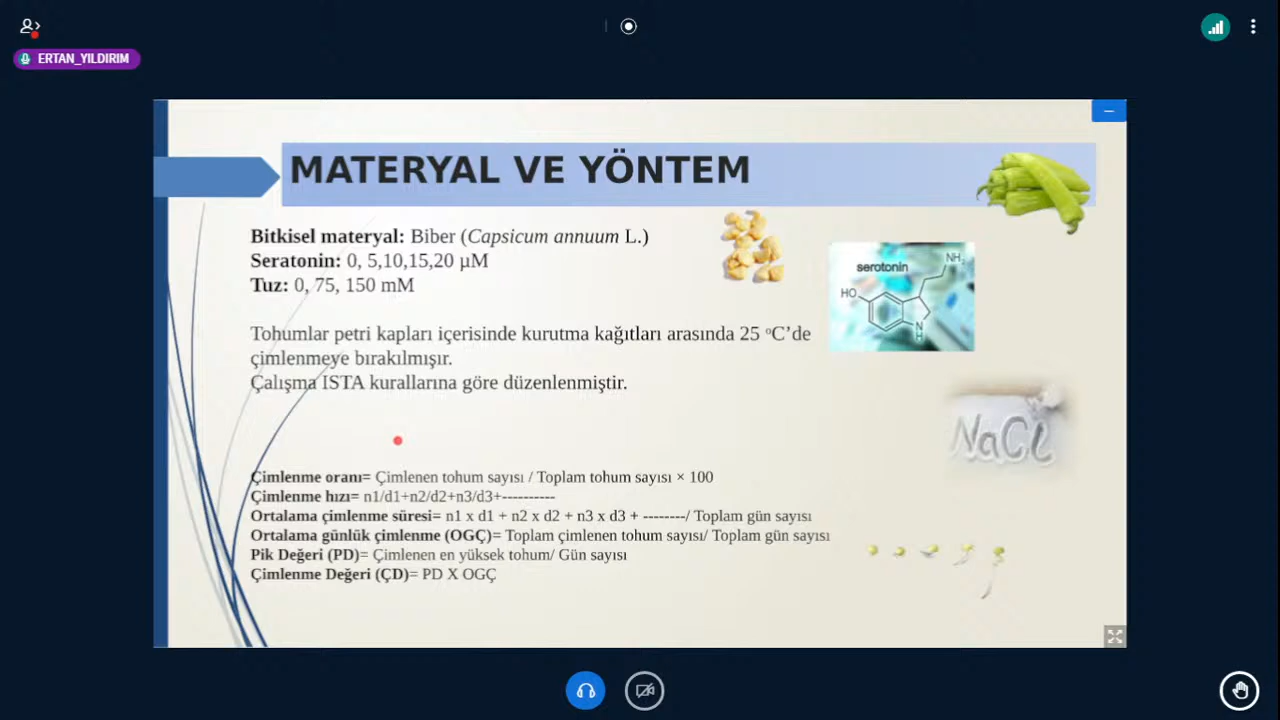 ERTAN_YILDIRIM
MATERYAL VE YÖNTEM
Bitkisel materyal: Biber (Capsicum annuum L.)
Seratonin: 0, 5,10,15,20 µM
Tuz: 0, 75, 150 mM
serotonin
NH₂
HO
N
H
Tohumlar petri kapları içerisinde kurutma kağıtları arasında 25 ºC’de
çimlenmeye bırakılmışır.
Çalışma ISTA kurallarına göre düzenlenmiştir.
NaCl
Çimlenme oranı= Çimlenen tohum sayısı / Toplam tohum sayısı × 100
Çimlenme hızı= n1/d1+n2/d2+n3/d3+----------
Ortalama çimlenme süresi= n1 x d1 + n2 x d2 + n3 x d3 + --------/ Toplam gün sayısı
Ortalama günlük çimlenme (OGÇ)= Toplam çimlenen tohum sayısı/ Toplam gün sayısı
Pik Değeri (PD)= Çimlenen en yüksek tohum/ Gün sayısı
Çimlenme Değeri (ÇD)= PD X OGÇ